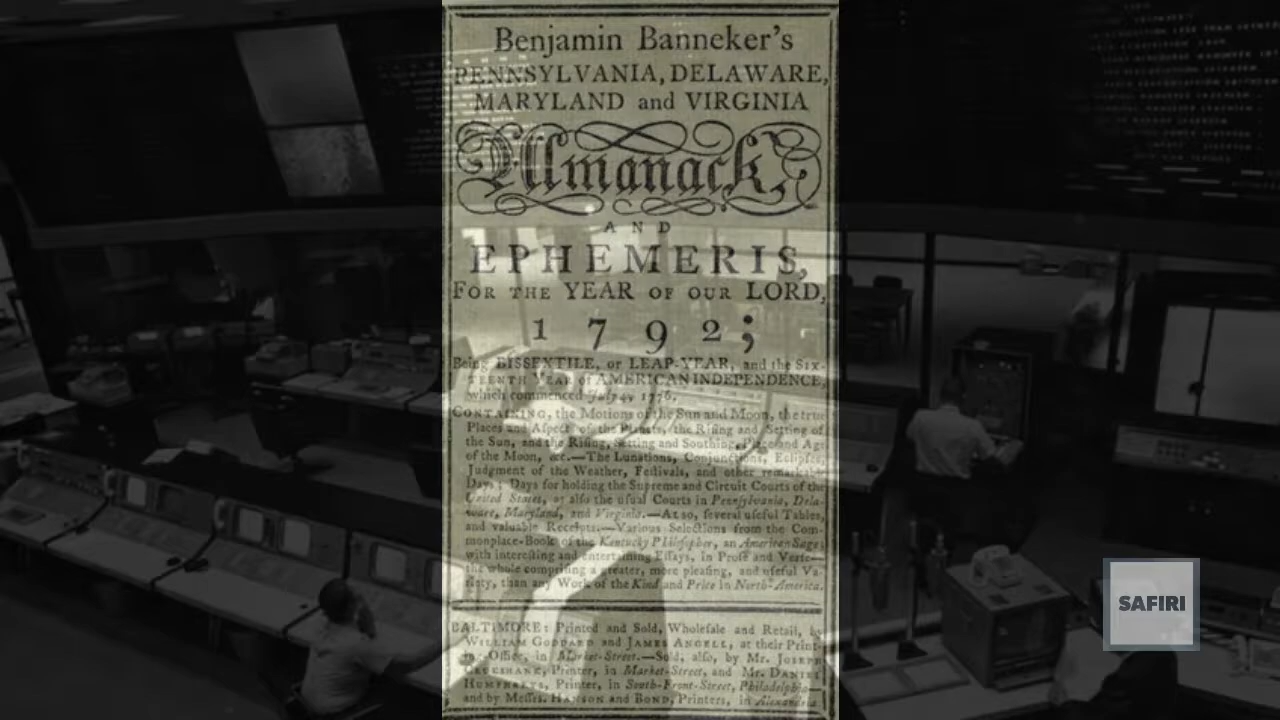 Benjamin Banneker's
PENNSYLVANIA, DELAWARE,
MARYLAND and VIRGINIA
Almanack
AND
EPHEMERIS,
FOR THE YEAR OF OUR LORD,
1792;
Being BISSEXTILE, or LEAP-YEAR, and the SIX-
TEENTH YEAR of AMERICAN INDEPENDENCE,
which commenced July 4, 1776.
CONTAINING, the Motions of the Sun and Moon, the true
Places and Aspects of the Planets, the Rising and Setting of
the Sun, and the Rising, Setting and Southing, Place and Age
of the Moon, &c.—The Lunations, Conjunctions, Eclipses,
Judgment of the Weather, Feſtivals, and other remarkable
Days; Days for holding the Supreme and Circuit Courts of the
United States, as alſo the uſual Courts in Pennſylvania, Dela-
ware, Maryland, and Virginia.—ALSO, ſeveral uſeful Tables,
and valuable Receipts.—Various Selections from the Com-
monplace-Book of the Kentucky Philoſopher, an American Sage;
with intereſting and entertaining Eſſays, in Proſe and Verſe—
the whole compriſing a greater, more pleaſing, and uſeful Va-
riety, than any Work of the Kind and Price in North-America.
BALTIMORE: Printed and Sold, Wholeſale and Retail, by
WILLIAM GODDARD and JAMES ANGELL, at their Print-
ing-Office, in Market-Street.—Sold, alſo, by Mr. JOSEPH
CRUKSHANK, Printer, in Market-Street, and Mr. DANIEL
HUMPHREYS, Printer, in South-Front-Street, Philadelphia—
and by Meſſrs. HANSON and BOND, Printers, in Alexandria
SAFIRI